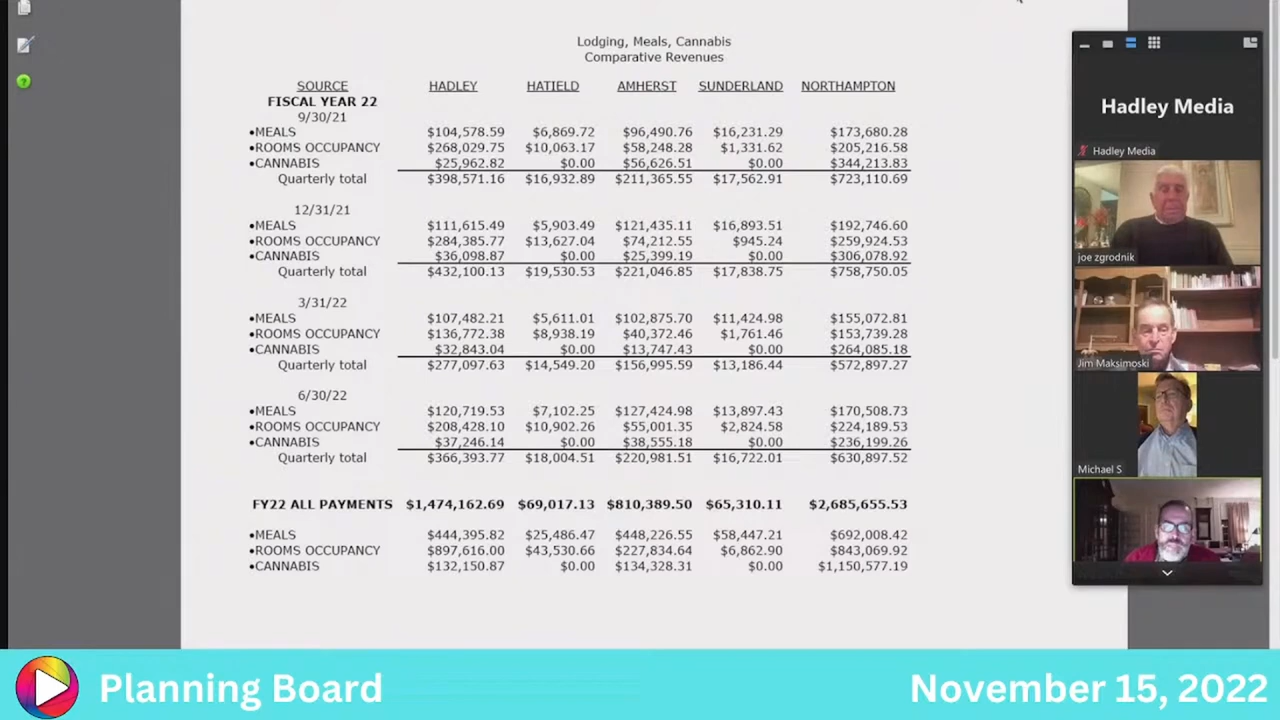 Lodging, Meals, Cannabis
Comparative Revenues
SOURCE HADLEY HATIELD AMHERST SUNDERLAND NORTHAMPTON
FISCAL YEAR 22
9/30/21
•MEALS $104,578.59 $6,869.72 $96,490.76 $16,231.29 $173,680.28
•ROOMS OCCUPANCY $268,029.75 $10,063.17 $58,248.28 $1,331.62 $205,216.58
•CANNABIS $25,962.82 $0.00 $56,626.51 $0.00 $344,213.83
Quarterly total $398,571.16 $16,932.89 $211,365.55 $17,562.91 $723,110.69
12/31/21
•MEALS $111,615.49 $5,903.49 $121,435.11 $16,893.51 $192,746.60
•ROOMS OCCUPANCY $284,385.77 $13,627.04 $74,212.55 $945.24 $259,924.53
•CANNABIS $36,098.87 $0.00 $25,399.19 $0.00 $306,078.92
Quarterly total $432,100.13 $19,530.53 $221,046.85 $17,838.75 $758,750.05
3/31/22
•MEALS $107,482.21 $5,611.01 $102,875.70 $11,424.98 $155,072.81
•ROOMS OCCUPANCY $136,772.38 $8,938.19 $40,372.46 $1,761.46 $153,739.28
•CANNABIS $32,843.04 $0.00 $13,747.43 $0.00 $264,085.18
Quarterly total $277,097.63 $14,549.20 $156,995.59 $13,186.44 $572,897.27
6/30/22
•MEALS $120,719.53 $7,102.25 $127,424.98 $13,897.43 $170,508.73
•ROOMS OCCUPANCY $208,428.10 $10,902.26 $55,001.35 $2,824.58 $224,189.53
•CANNABIS $37,246.14 $0.00 $38,555.18 $0.00 $236,199.26
Quarterly total $366,393.77 $18,004.51 $220,981.51 $16,722.01 $630,897.52
FY22 ALL PAYMENTS $1,474,162.69 $69,017.13 $810,389.50 $65,310.11 $2,685,655.53
•MEALS $444,395.82 $25,486.47 $448,226.55 $58,447.21 $692,008.42
•ROOMS OCCUPANCY $897,616.00 $43,530.66 $227,834.64 $6,862.90 $843,069.92
•CANNABIS $132,150.87 $0.00 $134,328.31 $0.00 $1,150,577.19
Hadley Media
Hadley Media
joe zgrodnik
Jim Maksimoski
Michael S
Planning Board November 15, 2022